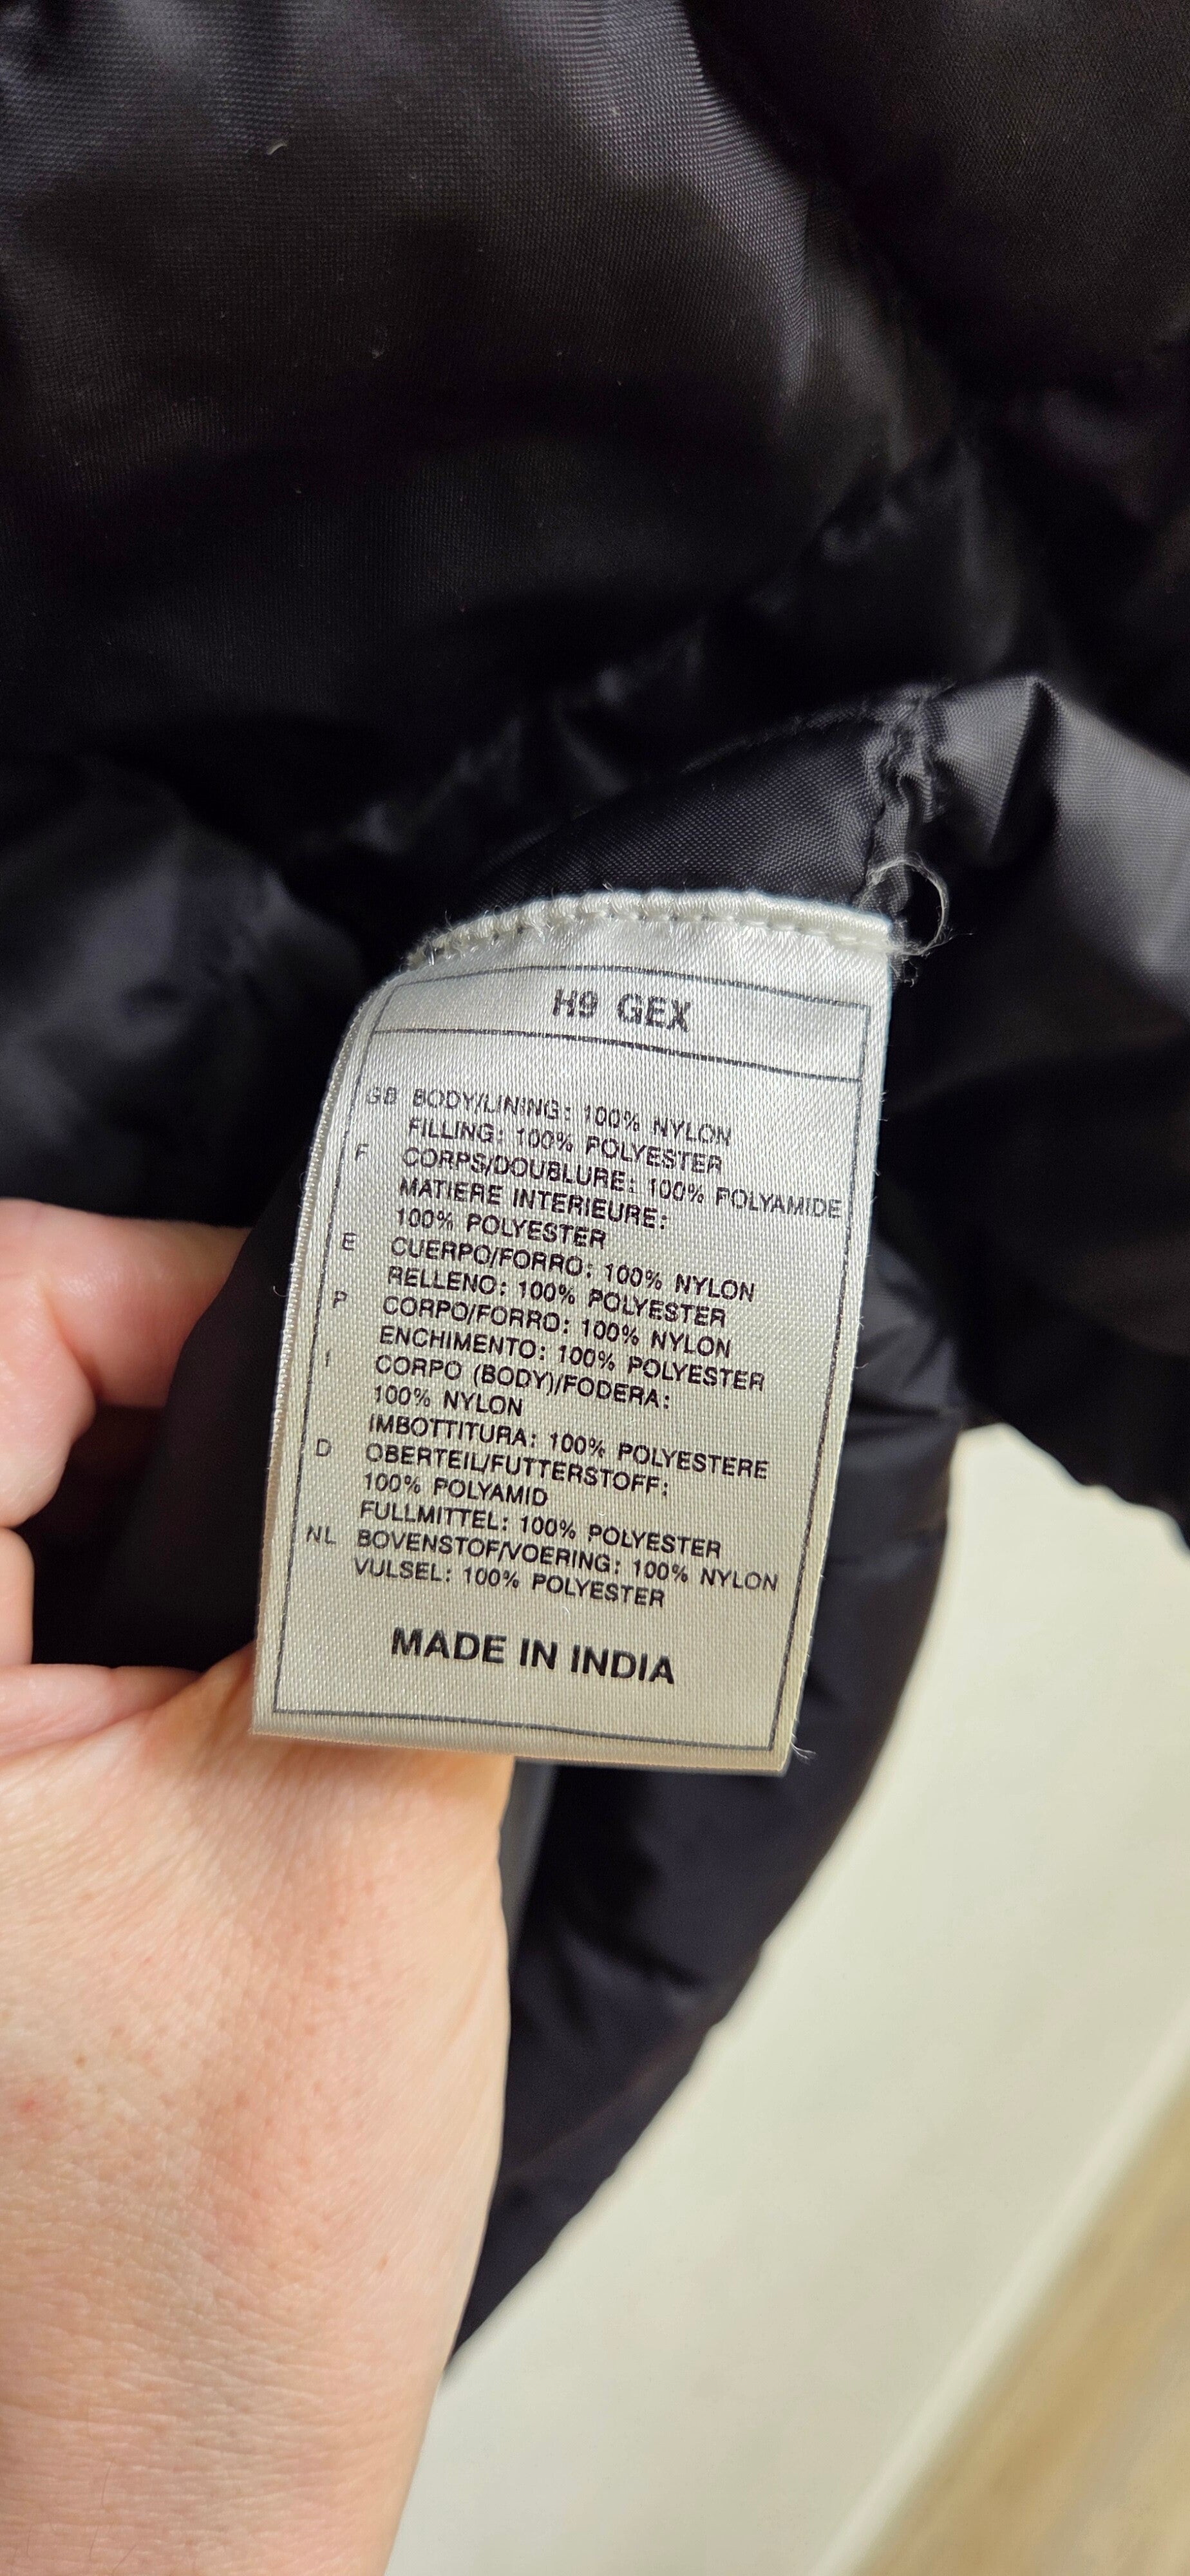 H9 GEX
GB BODY/LINING: 100% NYLON
FILLING: 100% POLYESTER
F CORPS/DOUBLURE: 100% POLYAMIDE
MATIERE INTERIEURE:
100% POLYESTER
E CUERPO/FORRO: 100% NYLON
RELLENO: 100% POLYESTER
P CORPO/FORRO: 100% NYLON
ENCHIMENTO: 100% POLYESTER
I CORPO (BODY)/FODERA:
100% NYLON
IMBOTTITURA: 100% POLYESTERE
D OBERTEIL/FUTTERSTOFF:
100% POLYAMID
FULLMITTEL: 100% POLYESTER
NL BOVENSTOF/VOERING: 100% NYLON
VULSEL: 100% POLYESTER
MADE IN INDIA